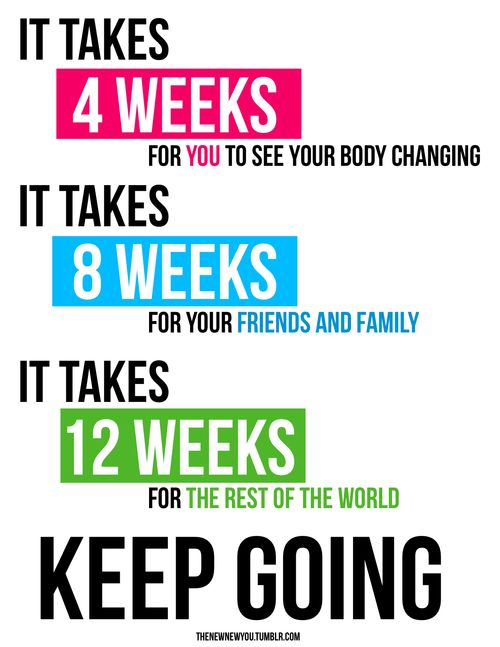 IT TAKES
4 WEEKS
FOR YOU TO SEE YOUR BODY CHANGING
IT TAKES
8 WEEKS
FOR YOUR FRIENDS AND FAMILY
IT TAKES
12 WEEKS
FOR THE REST OF THE WORLD
KEEP GOING
THENEWNEWYOU.TUMBLR.COM